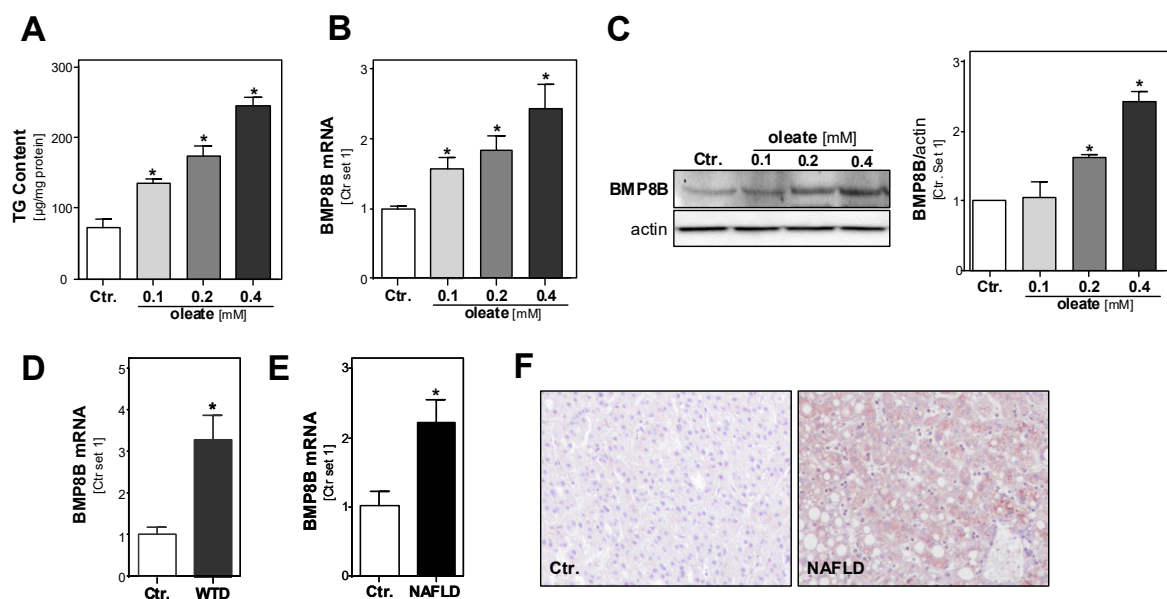 A
TG Content
[µg/mg protein]
300
200
100
0
*
*
*
Ctr.
0.1
0.2
0.4
oleate [mM]
B
BMP8B mRNA
[Ctr set 1]
3
2
1
0
*
*
*
Ctr.
0.1
0.2
0.4
oleate [mM]
C
oleate [mM]
Ctr.
0.1
0.2
0.4
BMP8B
actin
BMP8B/actin
[Ctr. Set 1]
3
2
1
0
*
*
Ctr.
0.1
0.2
0.4
oleate [mM]
D
BMP8B mRNA
[Ctr set 1]
5
4
3
2
1
0
*
Ctr.
WTD
E
BMP8B mRNA
[Ctr set 1]
3
2
1
0
*
Ctr.
NAFLD
F
Ctr.
NAFLD